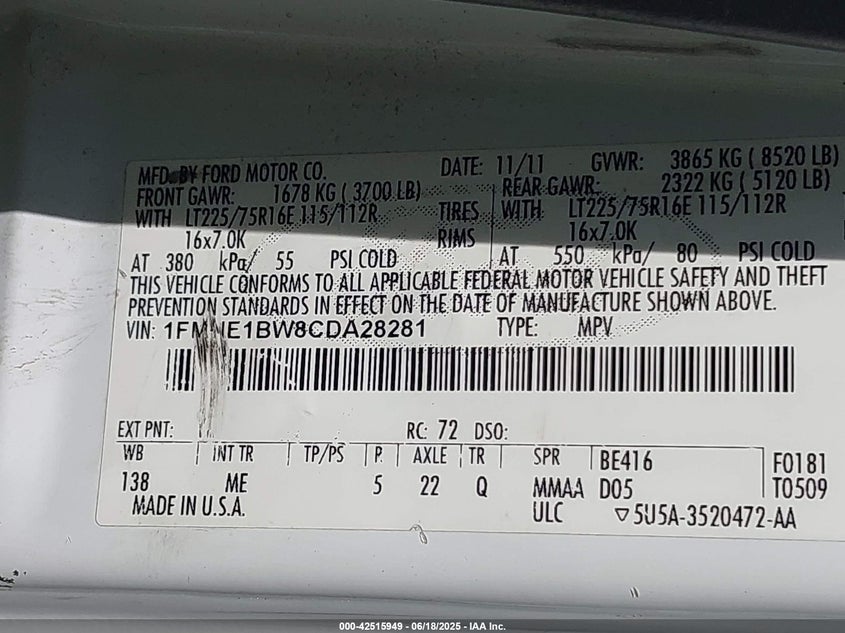 MFD. BY FORD MOTOR CO. DATE: 11/11 GVWR: 3865 KG ( 8520 LB)
FRONT GAWR: 1678 KG ( 3700 LB) REAR GAWR: 2322 KG ( 5120 LB)
WITH LT225/75R16E 115/112R TIRES WITH LT225/75R16E 115/112R
16x7.0K RIMS 16x7.0K
AT 380 kPa/ 55 PSI COLD AT 550 kPa/ 80 PSI COLD
THIS VEHICLE CONFORMS TO ALL APPLICABLE FEDERAL MOTOR VEHICLE SAFETY AND THEFT
PREVENTION STANDARDS IN EFFECT ON THE DATE OF MANUFACTURE SHOWN ABOVE.
VIN: TYPE: MPV
EXT PNT: RC: 72 DSO:
WB INT TR TP/PS P. AXLE TR SPR BE416 F0181
138 ME 5 22 Q MMAA D05 T0509
MADE IN U.S.A. ULC ▽5U5A-3520472-AA
000-42515949 - 06/18/2025 - IAA Inc.